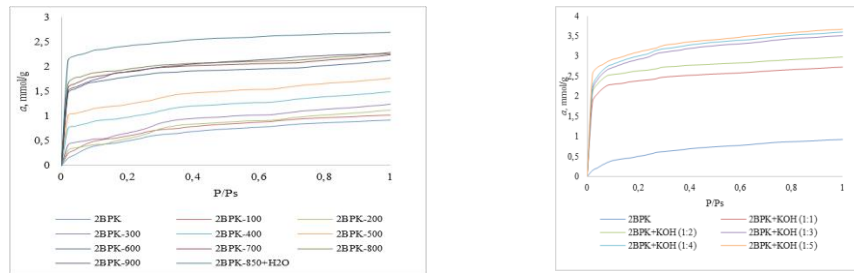 3
2,5
2
1,5
1
0,5
0
a, mmol/g
0 0,2 0,4 0,6 0,8 1
P/Ps
2BPK 2BPK-100 2BPK-200
2BPK-300 2BPK-400 2BPK-500
2BPK-600 2BPK-700 2BPK-800
2BPK-900 2BPK-850+H2O
4
3,5
3
2,5
2
1,5
1
0,5
0
a, mmol/g
0 0,2 0,4 0,6 0,8 1
P/Ps
2BPK 2BPK+KOH (1:1)
2BPK+KOH (1:2) 2BPK+KOH (1:3)
2BPK+KOH (1:4) 2BPK+KOH (1:5)